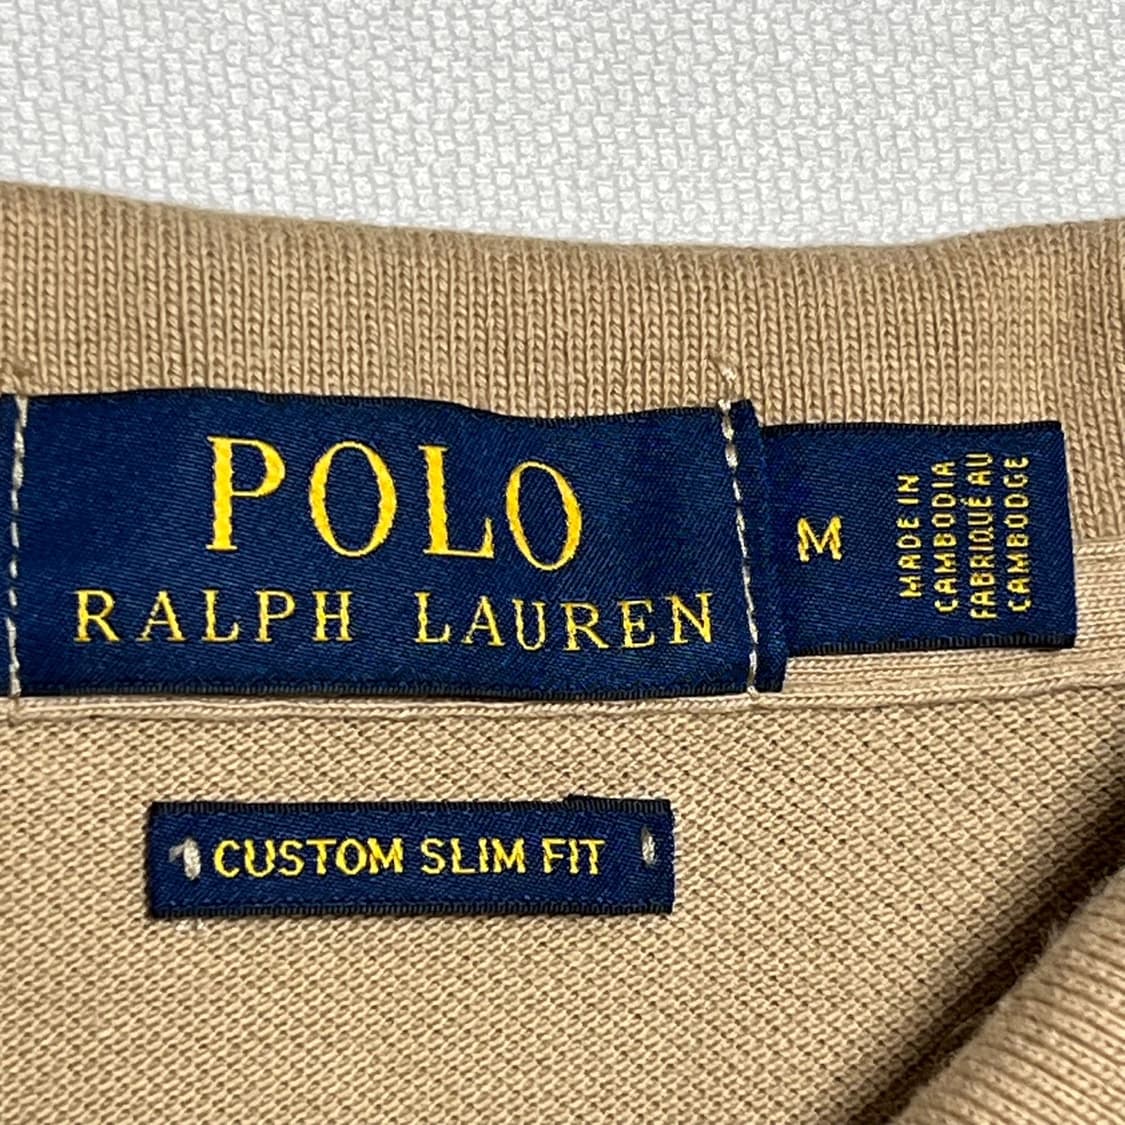 POLO
RALPH LAUREN
M
MADE IN
CAMBODIA
FABRIQUÉ AU
CAMBODGE
CUSTOM SLIM FIT